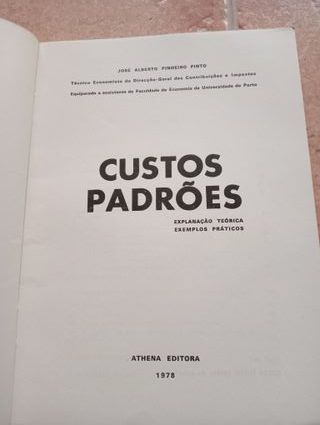 JOSÉ ALBERTO PINHEIRO PINTO
Técnico Economista da Direcção-Geral das Contribuições e Impostos
Equiparado a assistente da Faculdade de Economia da Universidade do Porto
CUSTOS
PADRÕES
EXPLANAÇÃO TEÓRICA
EXEMPLOS PRÁTICOS
ATHENA EDITORA
1978